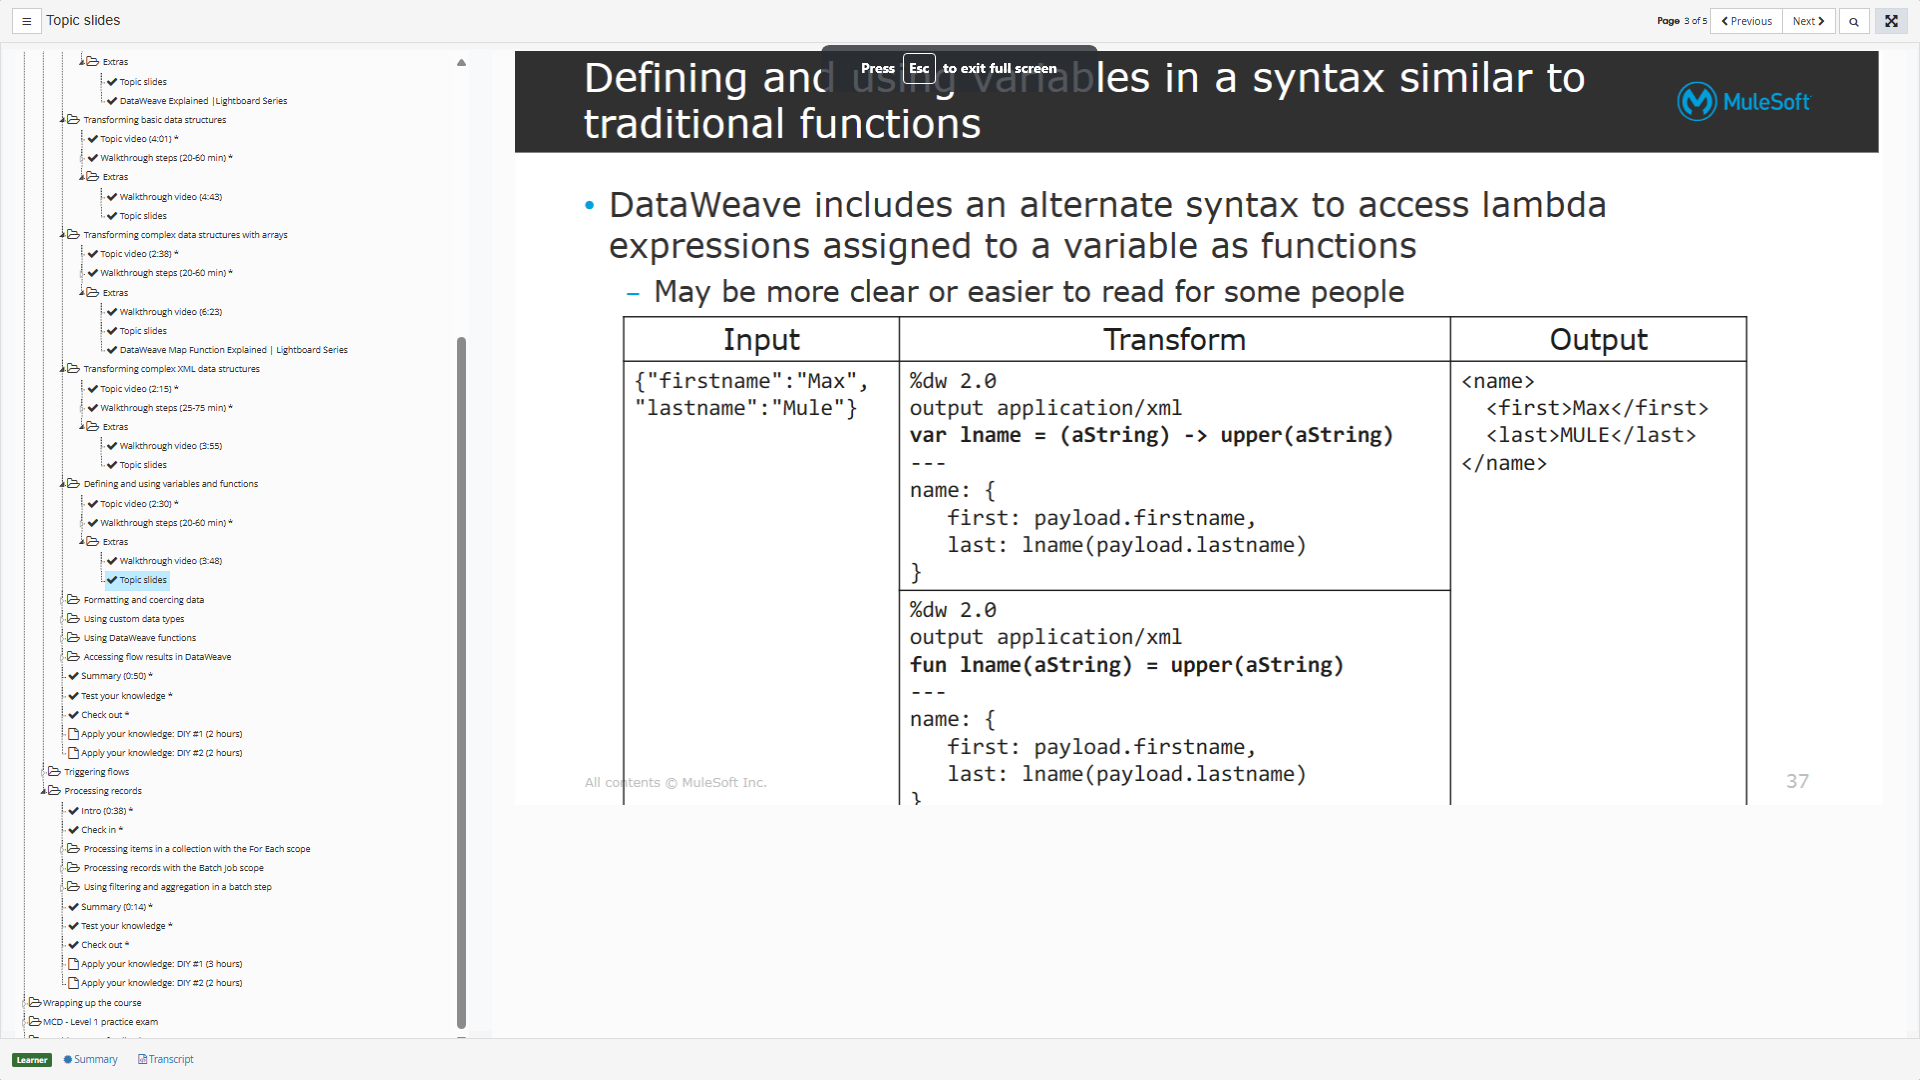 ☰ Topic slides
Page 3 of 5 Previous Next
Press Esc to exit full screen
Extras
Topic slides
DataWeave Explained |Lightboard Series
Transforming basic data structures
Topic video (4:01) *
Walkthrough steps (20-60 min) *
Extras
Walkthrough video (4:43)
Topic slides
Transforming complex data structures with arrays
Topic video (2:38) *
Walkthrough steps (20-60 min) *
Extras
Walkthrough video (6:23)
Topic slides
DataWeave Map Function Explained | Lightboard Series
Transforming complex XML data structures
Topic video (2:15) *
Walkthrough steps (25-75 min) *
Extras
Walkthrough video (3:55)
Topic slides
Defining and using variables and functions
Topic video (2:30) *
Walkthrough steps (20-60 min) *
Extras
Walkthrough video (3:48)
Topic slides
Formatting and coercing data
Using custom data types
Using DataWeave functions
Accessing flow results in DataWeave
Summary (0:50) *
Test your knowledge *
Check out *
Apply your knowledge: DIY #1 (2 hours)
Apply your knowledge: DIY #2 (2 hours)
Triggering flows
Processing records
Intro (0:38) *
Check in *
Processing items in a collection with the For Each scope
Processing records with the Batch Job scope
Using filtering and aggregation in a batch step
Summary (0:14) *
Test your knowledge *
Check out *
Apply your knowledge: DIY #1 (3 hours)
Apply your knowledge: DIY #2 (2 hours)
Wrapping up the course
MCD - Level 1 practice exam
Defining and using variables in a syntax similar to
traditional functions
MuleSoft
• DataWeave includes an alternate syntax to access lambda
expressions assigned to a variable as functions
– May be more clear or easier to read for some people
Input Transform Output
{"firstname":"Max",
"lastname":"Mule"}
%dw 2.0
output application/xml
var lname = (aString) -> upper(aString)
---
name: {
first: payload.firstname,
last: lname(payload.lastname)
}
%dw 2.0
output application/xml
fun lname(aString) = upper(aString)
---
name: {
first: payload.firstname,
last: lname(payload.lastname)
}
<name>
<first>Max</first>
<last>MULE</last>
</name>
All contents © MuleSoft Inc.
37
Learner Summary Transcript